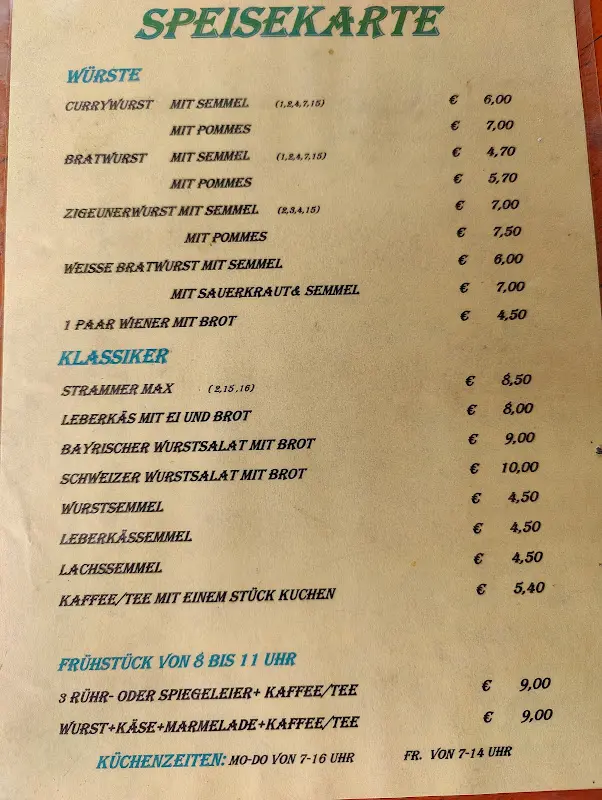 SPEISEKARTE
WÜRSTE
CURRYWURST MIT SEMMEL (1,2,4,7,15) € 6,00
MIT POMMES € 7,00
BRATWURST MIT SEMMEL (1,2,4,7,15) € 4,70
MIT POMMES € 5,70
ZIGEUNERWURST MIT SEMMEL (2,3,4,15) € 7,00
MIT POMMES € 7,50
WEISSE BRATWURST MIT SEMMEL € 6,00
MIT SAUERKRAUT& SEMMEL € 7,00
1 PAAR WIENER MIT BROT € 4,50
KLASSIKER
STRAMMER MAX (2,15,16) € 8,50
LEBERKÄS MIT EI UND BROT € 8,00
BAYRISCHER WURSTSALAT MIT BROT € 9,00
SCHWEIZER WURSTSALAT MIT BROT € 10,00
WURSTSEMMEL € 4,50
LEBERKÄSSEMMEL € 4,50
LACHSSEMMEL € 4,50
KAFFEE/TEE MIT EINEM STÜCK KUCHEN € 5,40
FRÜHSTÜCK VON 8 BIS 11 UHR
3 RÜHR- ODER SPIEGELEIER+ KAFFEE/TEE € 9,00
WURST+KÄSE+MARMELADE+KAFFEE/TEE € 9,00
KÜCHENZEITEN: MO-DO VON 7-16 UHR FR. VON 7-14 UHR